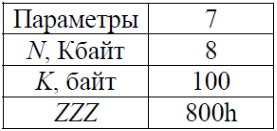 Параметры 7
N, Кбайт 8
K, байт 100
ZZZ 800h